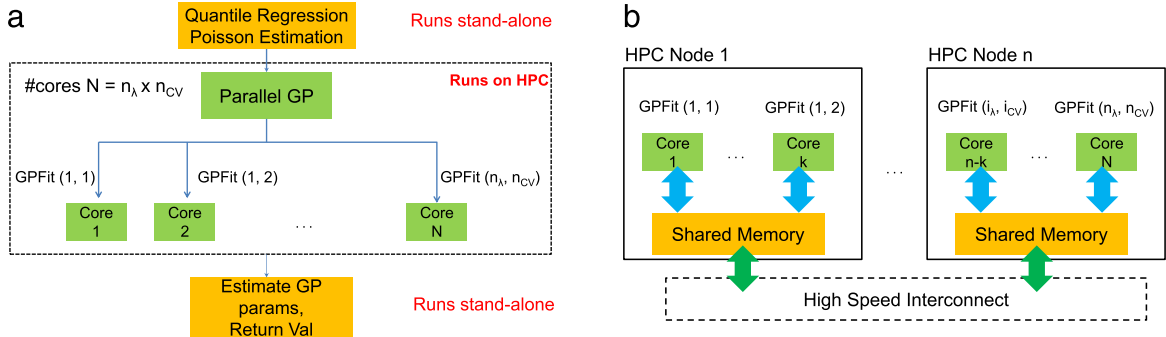 a
Quantile Regression
Poisson Estimation
Runs stand-alone
#cores N = nλ x nCV
Runs on HPC
Parallel GP
GPFit (1, 1)
GPFit (1, 2)
GPFit (nλ, nCV)
Core
1
Core
2
...
Core
N
Estimate GP
params,
Return Val
Runs stand-alone
b
HPC Node 1
GPFit (1, 1)
GPFit (1, 2)
Core
1
...
Core
k
Shared Memory
...
HPC Node n
GPFit (iλ, iCV)
GPFit (nλ, nCV)
Core
n-k
...
Core
N
Shared Memory
High Speed Interconnect